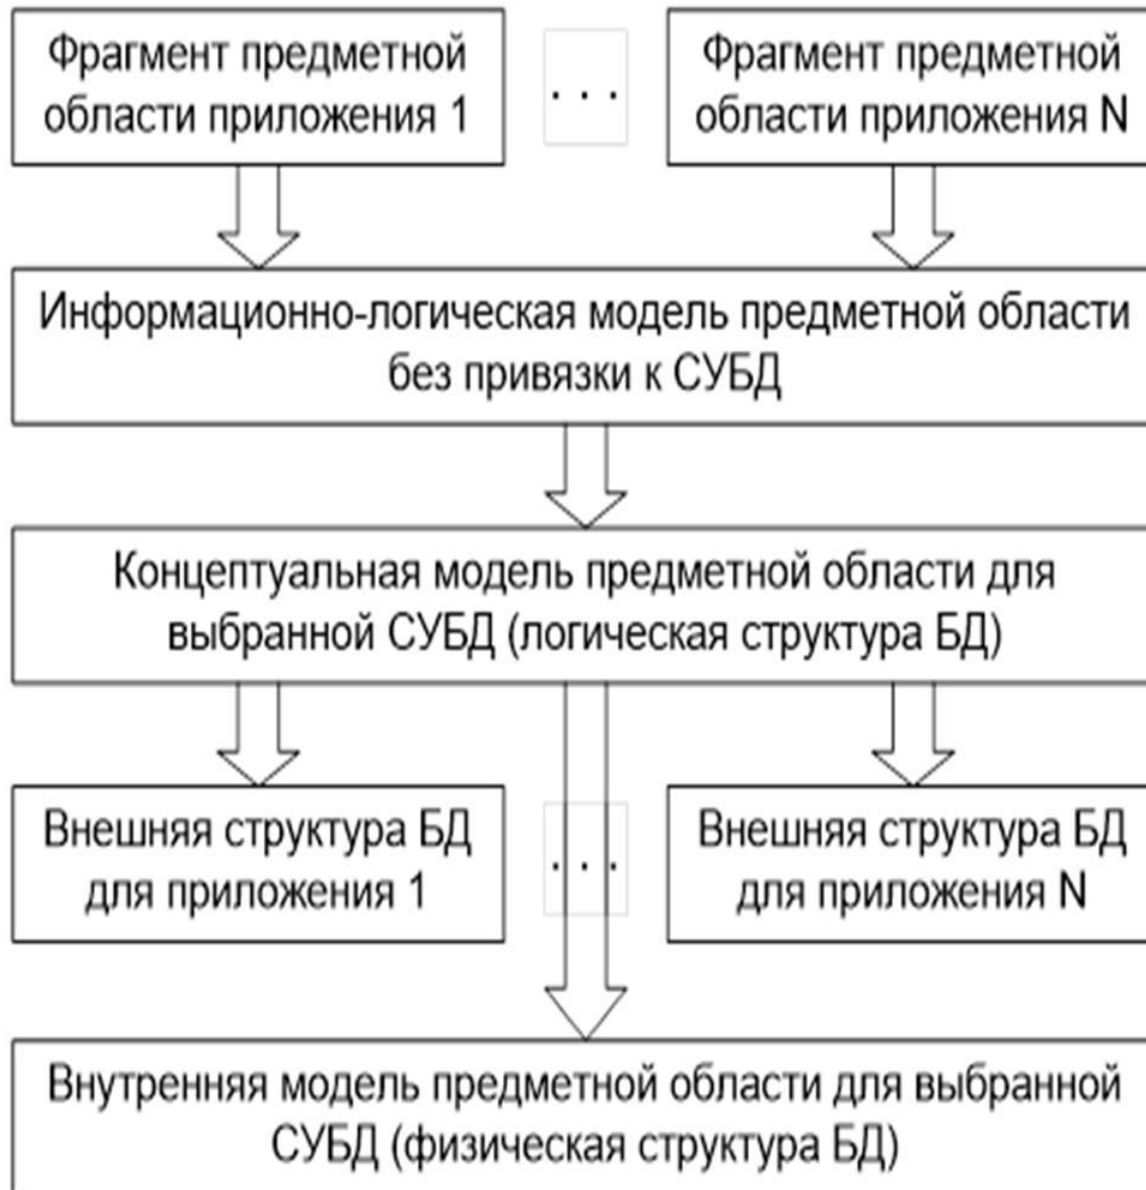 Фрагмент предметной
области приложения 1
. . .
Фрагмент предметной
области приложения N
Информационно-логическая модель предметной области
без привязки к СУБД
Концептуальная модель предметной области для
выбранной СУБД (логическая структура БД)
Внешняя структура БД
для приложения 1
. . .
Внешняя структура БД
для приложения N
Внутренняя модель предметной области для выбранной
СУБД (физическая структура БД)